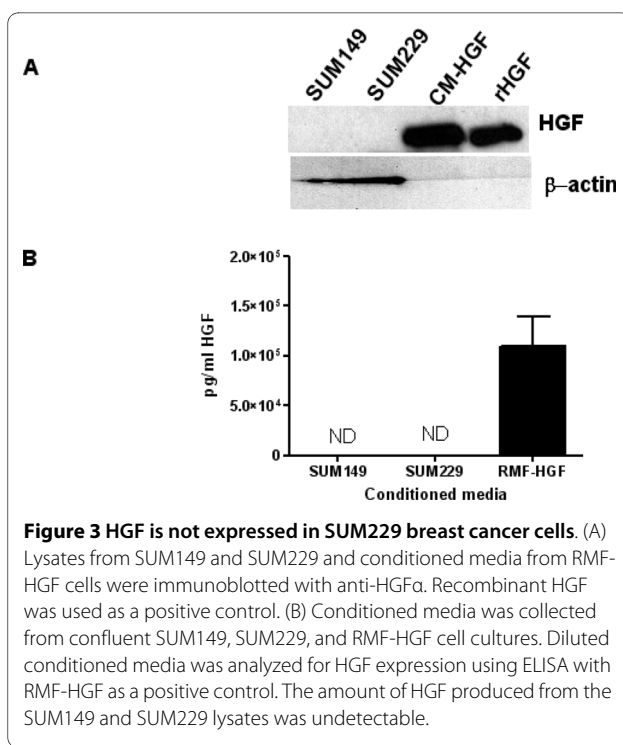 A
SUM149 SUM229 CM-HGF rHGF
HGF
β–actin
B
2.0×10⁵
1.5×10⁵
1.0×10⁵
5.0×10⁴
0
pg/ml HGF
ND ND
SUM149 SUM229 RMF-HGF
Conditioned media
Figure 3 HGF is not expressed in SUM229 breast cancer cells. (A)
Lysates from SUM149 and SUM229 and conditioned media from RMF-
HGF cells were immunoblotted with anti-HGFα. Recombinant HGF
was used as a positive control. (B) Conditioned media was collected
from confluent SUM149, SUM229, and RMF-HGF cell cultures. Diluted
conditioned media was analyzed for HGF expression using ELISA with
RMF-HGF as a positive control. The amount of HGF produced from the
SUM149 and SUM229 lysates was undetectable.